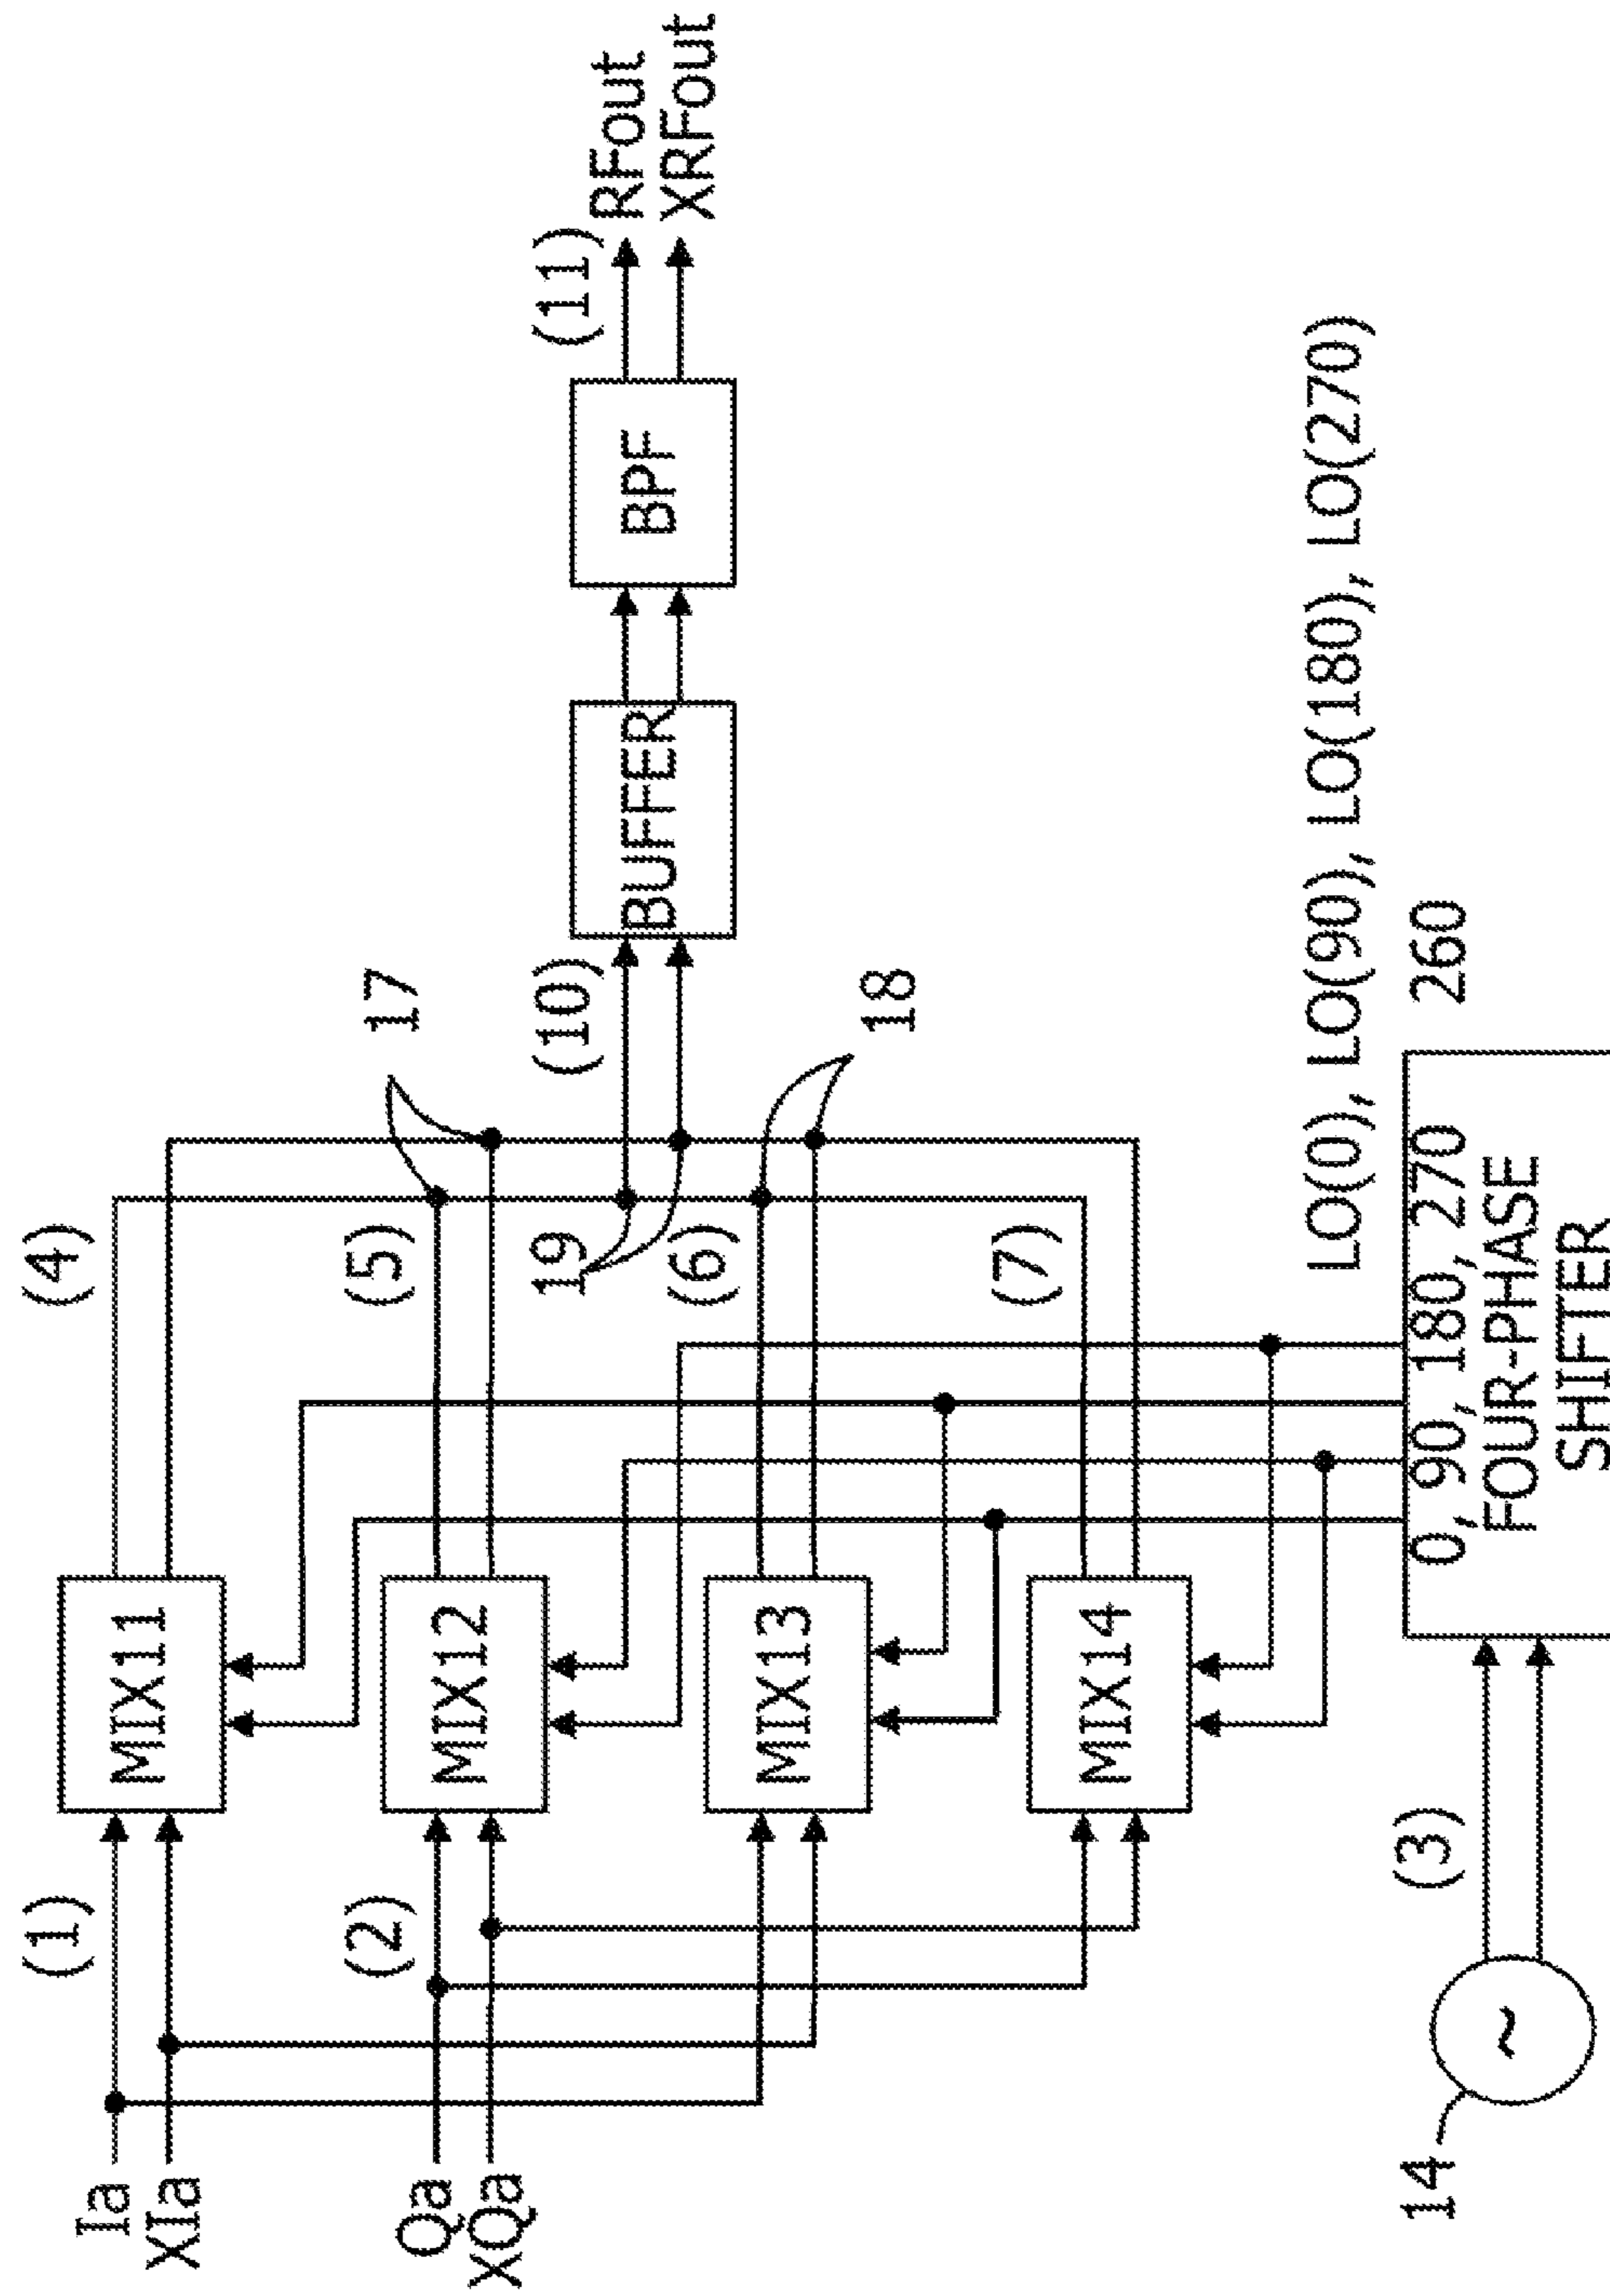 Ia
XIa
(1)
MIX11
(4)
Qa
XQa
(2)
MIX12
(5)
17
19
(10)
BUFFER
BPF
(11)
RFout
XRFout
MIX13
(6)
18
MIX14
(7)
LO(0), LO(90), LO(180), LO(270)
14
~
(3)
0, 90, 180, 270
FOUR-PHASE
SHIFTER
260